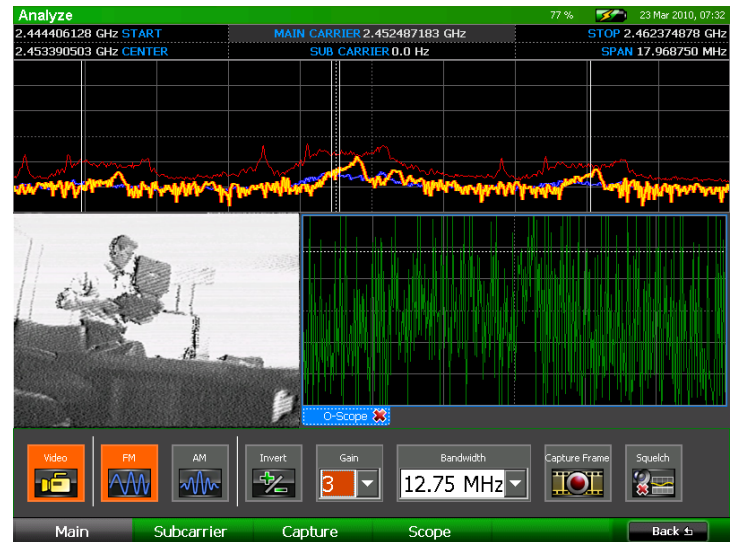 Analyze 77 % 23 Mar 2010, 07:32
2.444406128 GHz START MAIN CARRIER 2.452487183 GHz STOP 2.462374878 GHz
2.453390503 GHz CENTER SUB CARRIER 0.0 Hz SPAN 17.968750 MHz
O-Scope
Video FM AM Invert Gain Bandwidth Capture Frame Squelch
3 12.75 MHz
Main Subcarrier Capture Scope Back